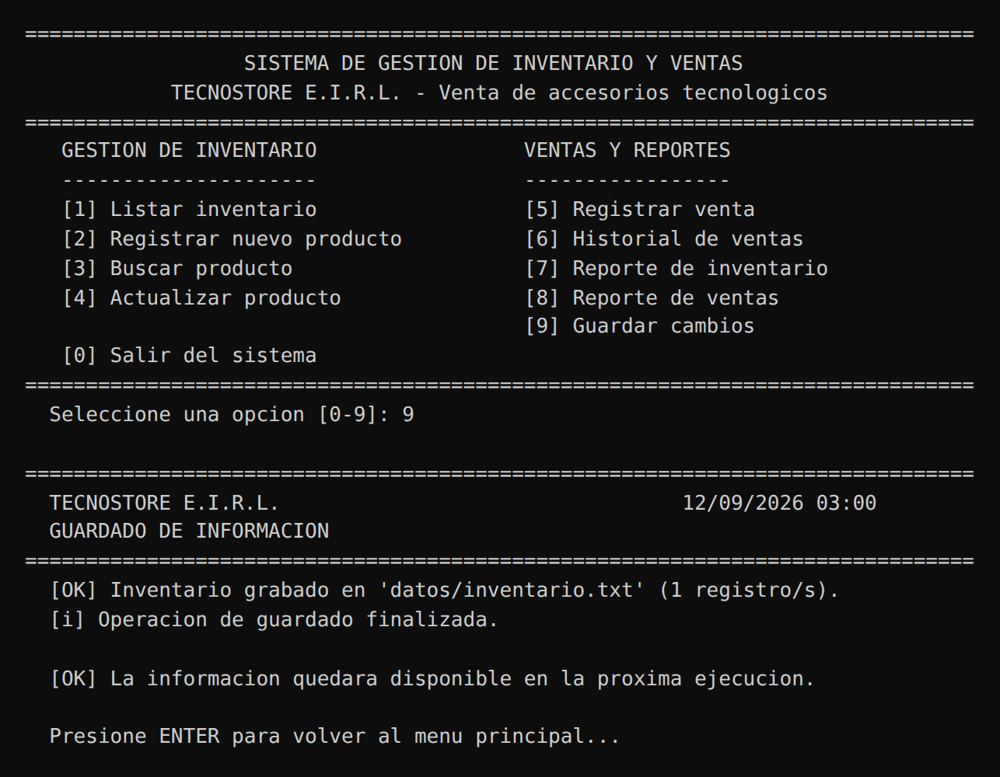 ==============================================================================
SISTEMA DE GESTION DE INVENTARIO Y VENTAS
TECNOSTORE E.I.R.L. - Venta de accesorios tecnologicos
==============================================================================
GESTION DE INVENTARIO                 VENTAS Y REPORTES
---------------------                 -----------------
[1] Listar inventario                 [5] Registrar venta
[2] Registrar nuevo producto          [6] Historial de ventas
[3] Buscar producto                   [7] Reporte de inventario
[4] Actualizar producto               [8] Reporte de ventas
[9] Guardar cambios
[0] Salir del sistema
==============================================================================
Seleccione una opcion [0-9]: 9
==============================================================================
TECNOSTORE E.I.R.L.                                 12/09/2026 03:00
GUARDADO DE INFORMACION
==============================================================================
[OK] Inventario grabado en 'datos/inventario.txt' (1 registro/s).
[i] Operacion de guardado finalizada.
[OK] La informacion quedara disponible en la proxima ejecucion.
Presione ENTER para volver al menu principal...